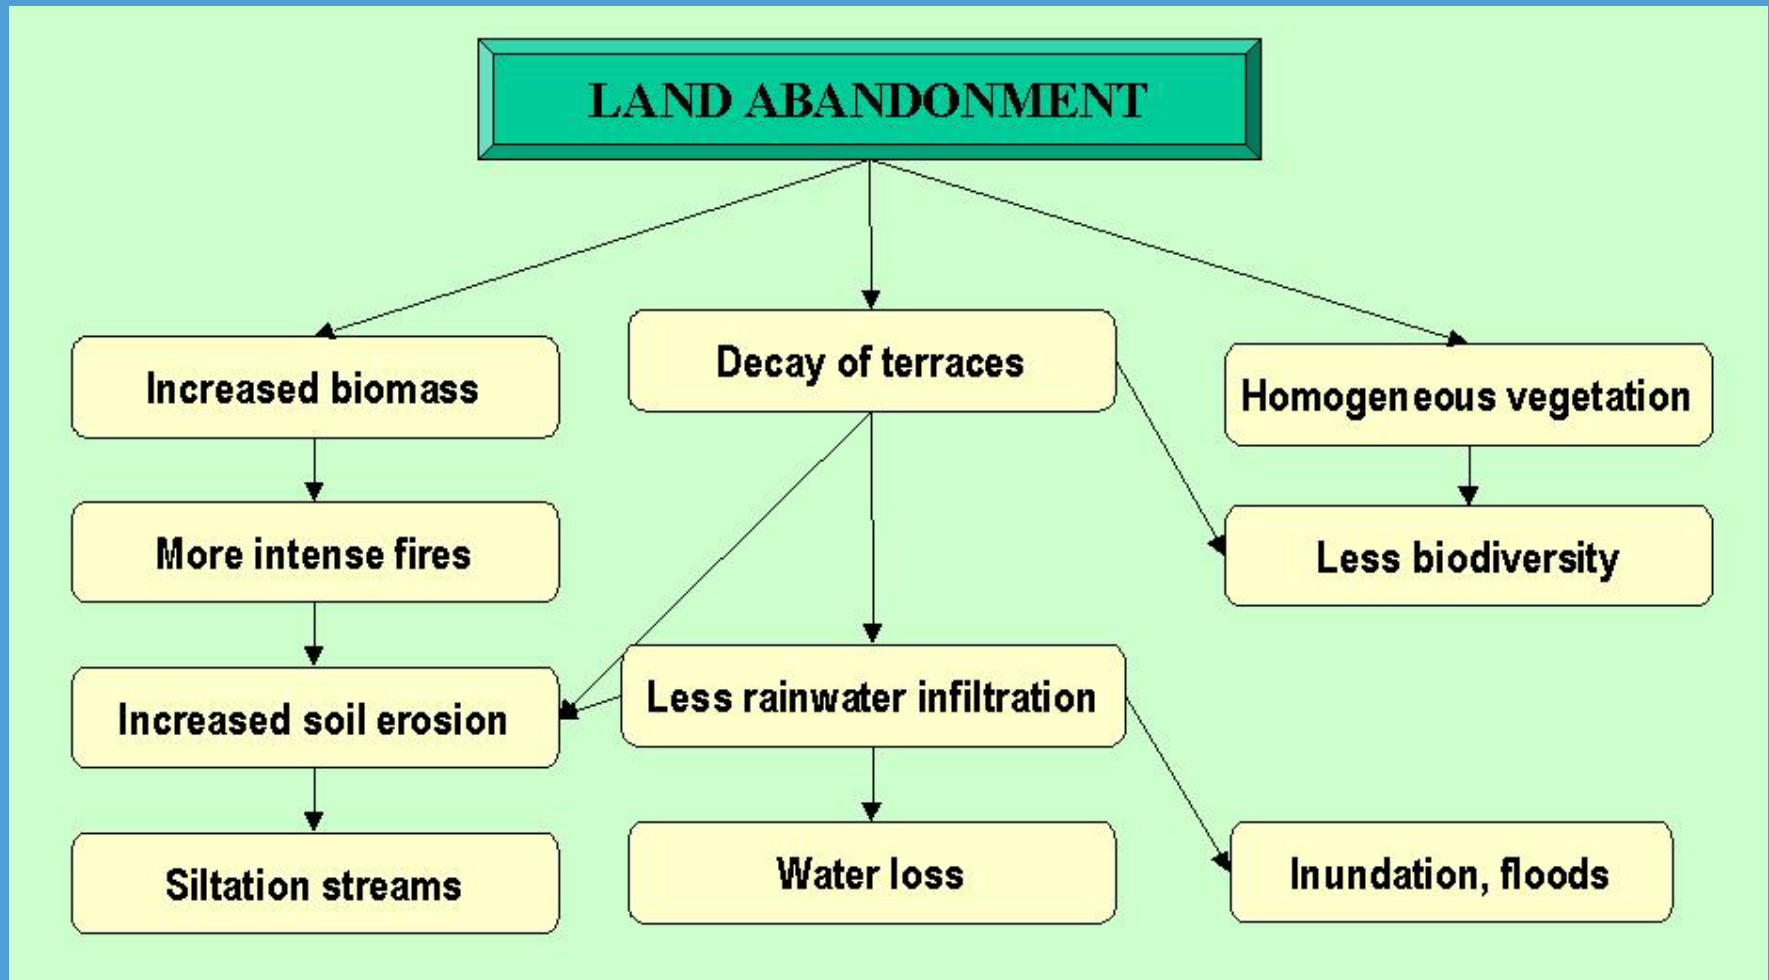 LAND ABANDONMENT
Increased biomass
Decay of terraces
Homogeneous vegetation
More intense fires
Less biodiversity
Increased soil erosion
Less rainwater infiltration
Siltation streams
Water loss
Inundation, floods